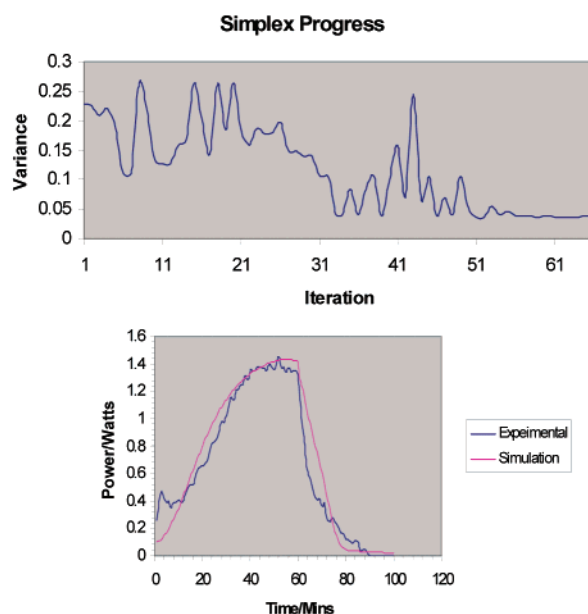 Simplex Progress
0.3
0.25
0.2
0.15
0.1
0.05
0
Variance
1 11 21 31 41 51 61
Iteration
1.6
1.4
1.2
1
0.8
0.6
0.4
0.2
0
Power/Watts
0 20 40 60 80 100 120
Time/Mins
Expeimental
Simulation